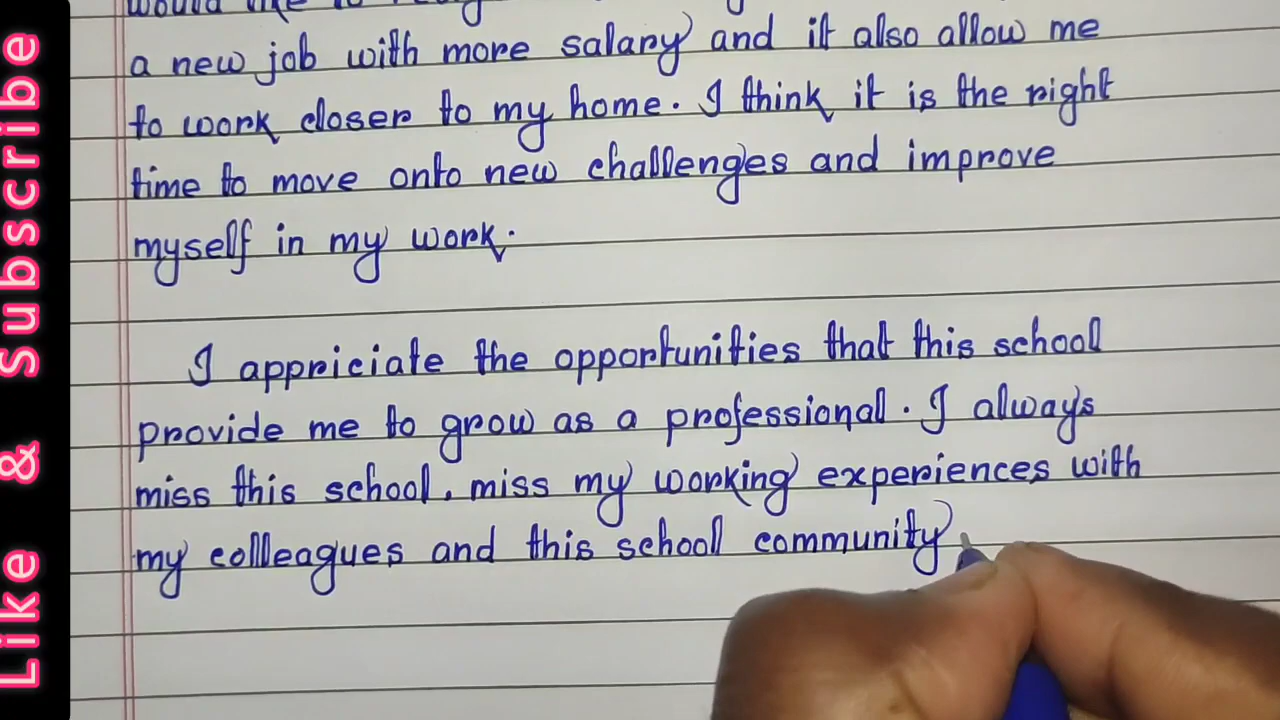 would like to
a new job with more salary and it also allow me
to work closer to my home. I think it is the right
time to move onto new challenges and improve
myself in my work.
I appriciate the opportunities that this school
provide me to grow as a professional. I always
miss this school, miss my working experiences with
my colleagues and this school community
Like & Subscribe